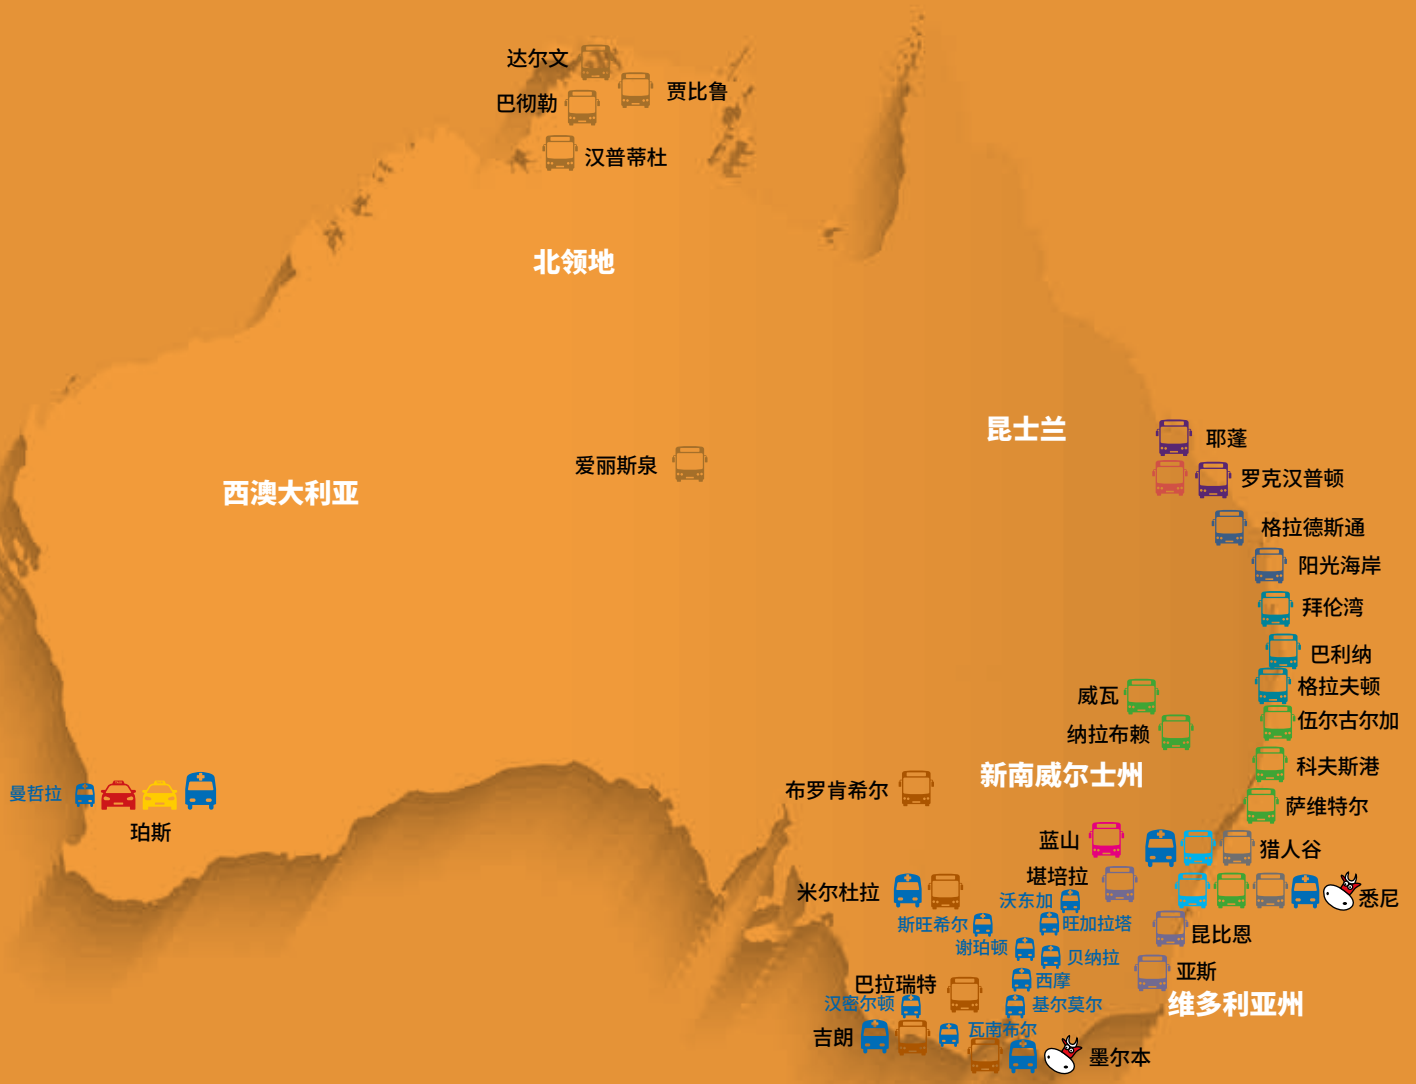 达尔文
贾比鲁
巴彻勒
汉普蒂杜
北领地
昆士兰
耶蓬
爱丽斯泉
罗克汉普顿
西澳大利亚
格拉德斯通
阳光海岸
拜伦湾
巴利纳
格拉夫顿
威瓦
伍尔古尔加
纳拉布赖
科夫斯港
新南威尔士州
布罗肯希尔
曼哲拉
萨维特尔
珀斯
蓝山
猎人谷
堪培拉
米尔杜拉
沃东加
悉尼
斯旺希尔
旺加拉塔
昆比恩
谢珀顿
贝纳拉
亚斯
西摩
巴拉瑞特
汉密尔顿
基尔莫尔
维多利亚州
瓦南布尔
吉朗
墨尔本